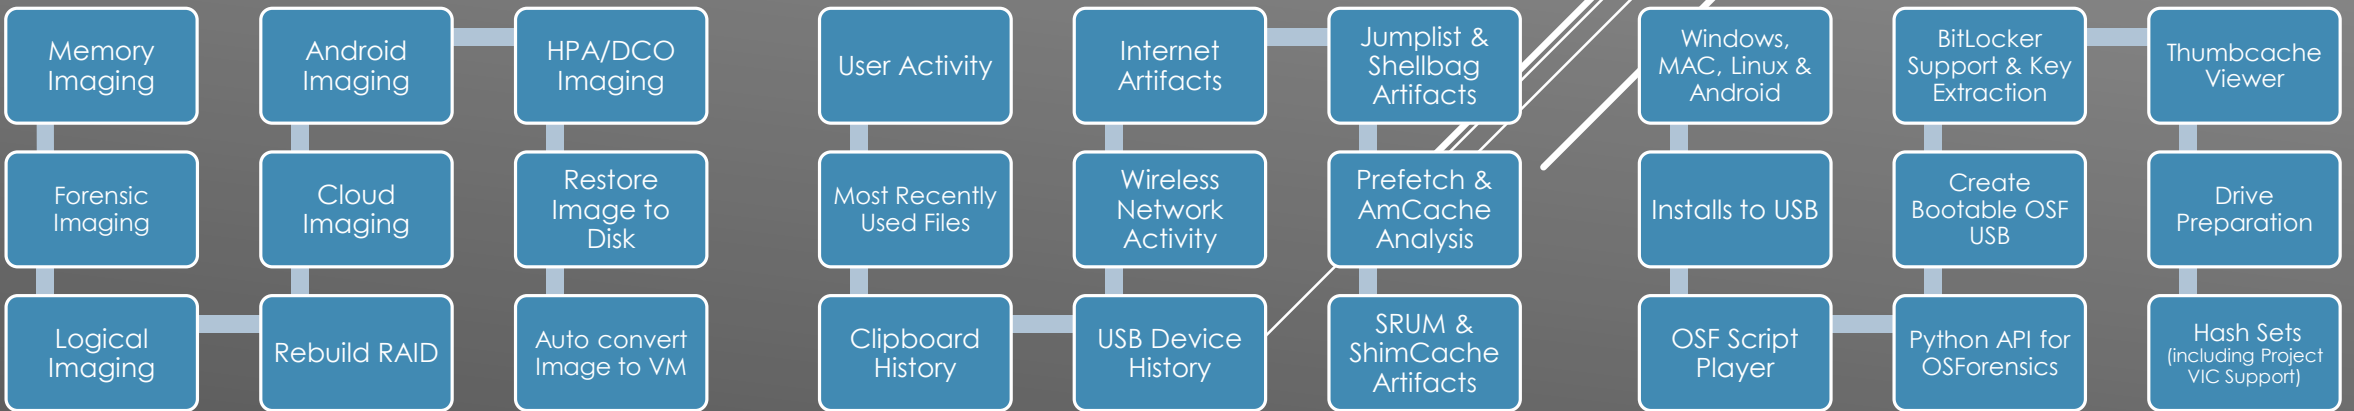 Memory
Imaging
Forensic
Imaging
Logical
Imaging
Rebuild RAID
Cloud
Imaging
Android
Imaging
HPA/DCO
Imaging
Restore
Image to
Disk
Auto convert
Image to VM
User Activity
Most Recently
Used Files
Clipboard
History
USB Device
History
Wireless
Network
Activity
Internet
Artifacts
Jumplist &
Shellbag
Artifacts
Prefetch &
AmCache
Analysis
SRUM &
ShimCache
Artifacts
Windows,
MAC, Linux &
Android
Installs to USB
OSF Script
Player
Python API for
OSForensics
Create
Bootable OSF
USB
BitLocker
Support & Key
Extraction
Thumbcache
Viewer
Drive
Preparation
Hash Sets
(including Project
VIC Support)